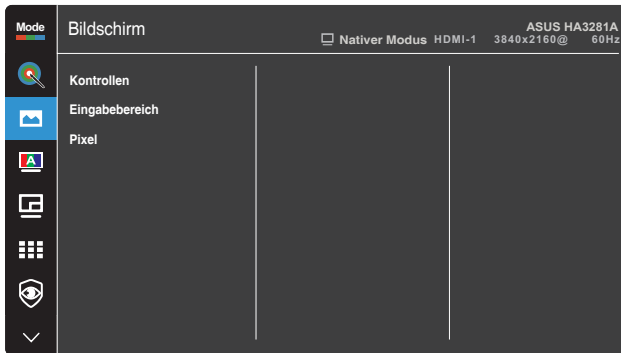 Mode
Bildschirm
Nativer Modus HDMI-1
ASUS HA3281A
3840x2160@ 60Hz
Kontrollen
Eingabebereich
Pixel
A